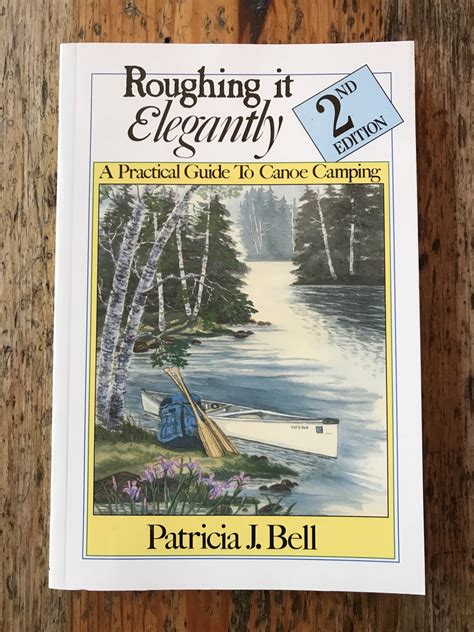 Roughing it
Elegantly
2ND
EDITION
A Practical Guide To Canoe Camping
Patricia J. Bell